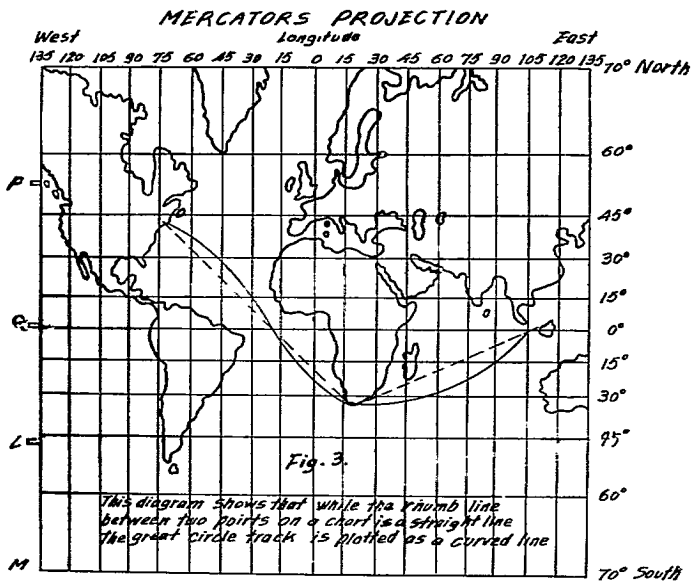 MERCATORS PROJECTION
West Longitude East
135 120 105 90 75 60 45 30 15 0 15 30 45 60 75 90 105 120 135
70° North
60°
P
45°
30°
15°
0°
15°
30°
L 45°
Fig. 3.
60°
This diagram shows that while the rhumb line
between two points on a chart is a straight line
the great circle track is plotted as a curved line
M 70° South